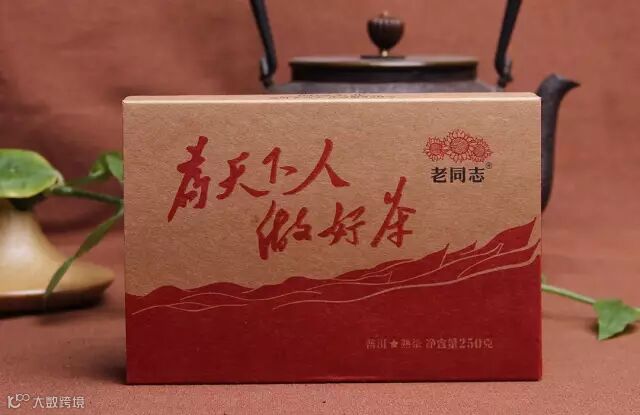 为天下人
做好茶
老同志®
普洱★熟茶 净含量250克
大数跨境